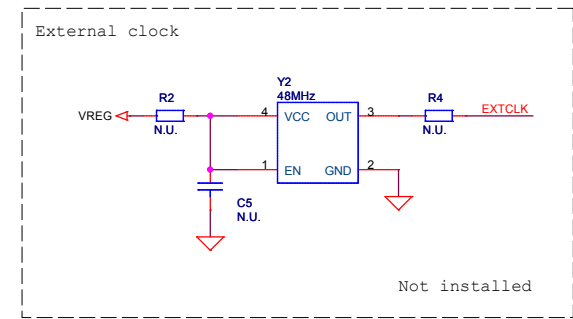 External clock
Y2
48MHz
R2
R4
VREG
4
VCC
OUT
3
EXTCLK
N.U.
N.U.
1
EN
GND
2
C5
N.U.
Not installed